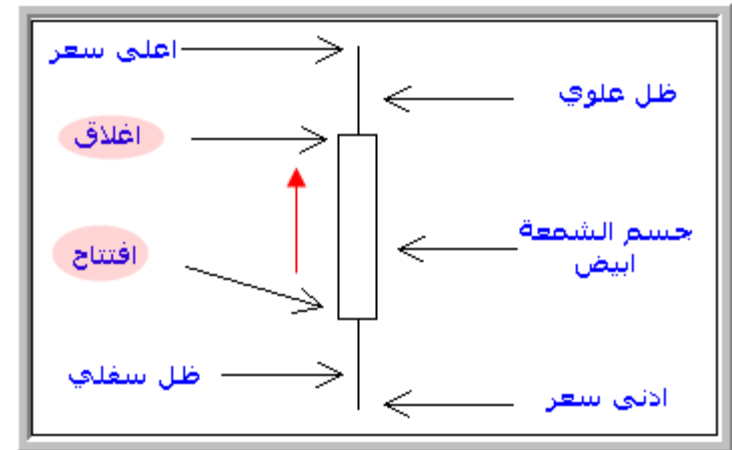 اعلى سعر
ظل علوي
اغلاق
جسم الشمعة
ابيض
افتتاح
ظل سفلي
ادنى سعر